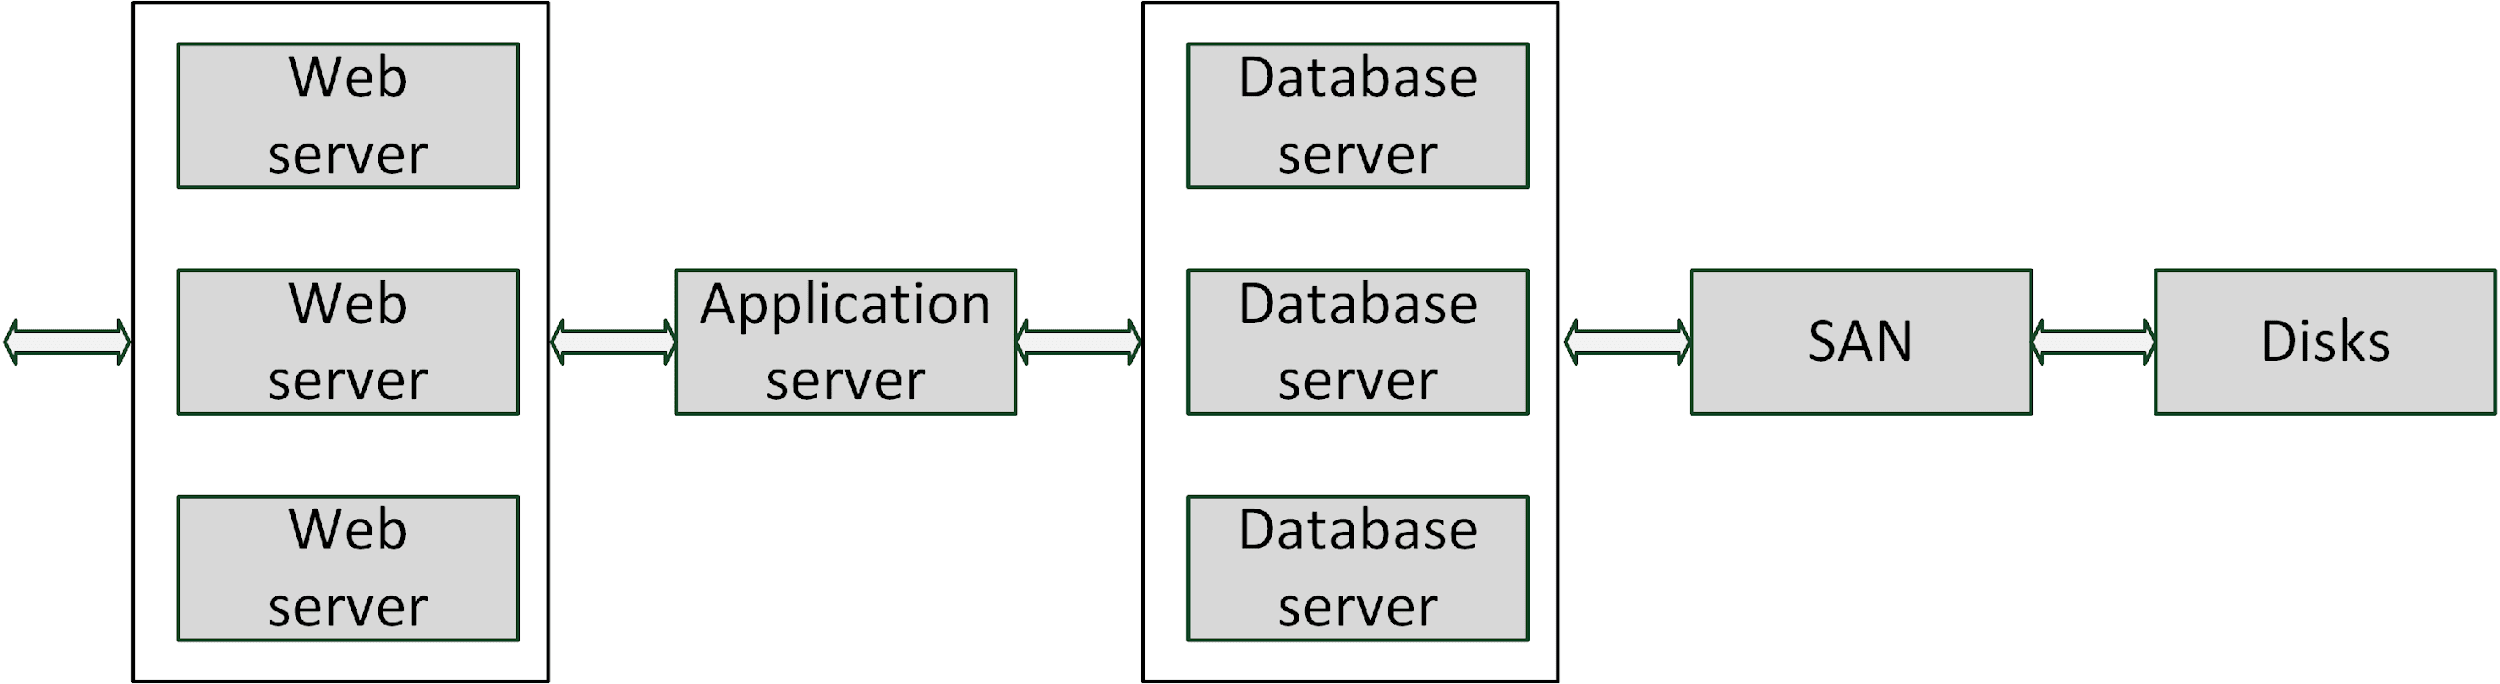 Web
server
Web
server
Web
server
Application
server
Database
server
Database
server
Database
server
SAN
Disks